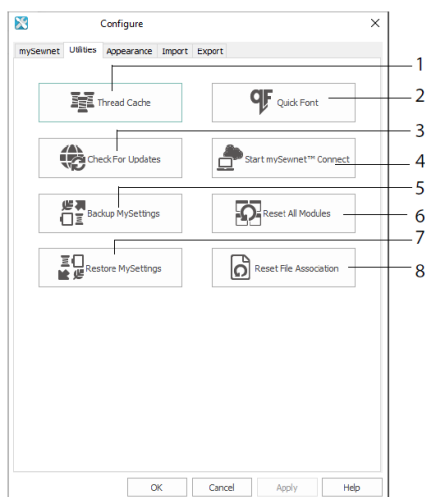 Configure
mySewnet Utilities Appearance Import Export
1
Thread Cache
Quick Font
2
3
Check For Updates
Start mySewnet™ Connect
4
5
Backup MySettings
Reset All Modules
6
7
Restore MySettings
Reset File Association
8
OK Cancel Apply Help